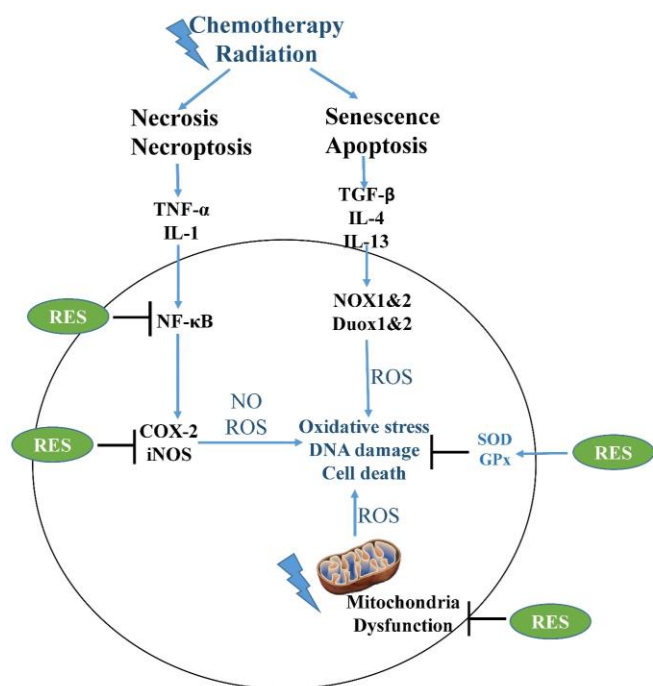 Chemotherapy
Radiation
Necrosis
Necroptosis
Senescence
Apoptosis
TNF-α
IL-1
TGF-β
IL-4
IL-13
RES
NF-κB
NOX1&2
Duox1&2
ROS
RES
COX-2
iNOS
NO
ROS
Oxidative stress
DNA damage
Cell death
SOD
GPx
RES
ROS
Mitochondria
Dysfunction
RES